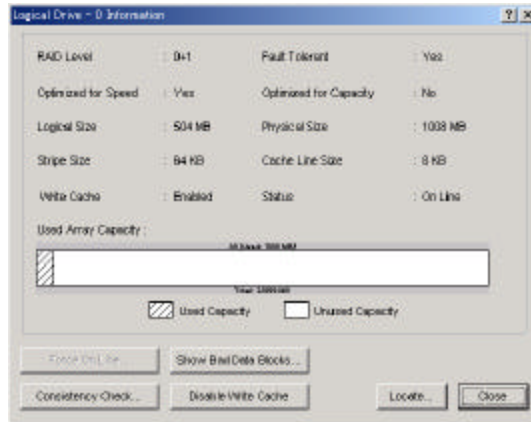 Logical Drive - 0 Information
RAID Level : 0+1 Fault Tolerant : Yes
Optimized for Speed : Yes Optimized for Capacity : No
Logical Size : 504 MB Physical Size : 1008 MB
Stripe Size : 64 KB Cache Line Size : 8 KB
Write Cache : Enabled Status : On Line
Used Array Capacity :
Used Capacity Unused Capacity
Force On Line... Show Bad Data Blocks...
Consistency Check... Disable Write Cache Locate... Close